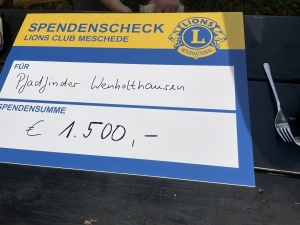 SPENDENSCHECK
LIONS CLUB MESCHEDE
LIONS
L
INTERNATIONAL
FÜR
Pfadfinder Wenholthausen
SPENDENSUMME
€ 1.500,-